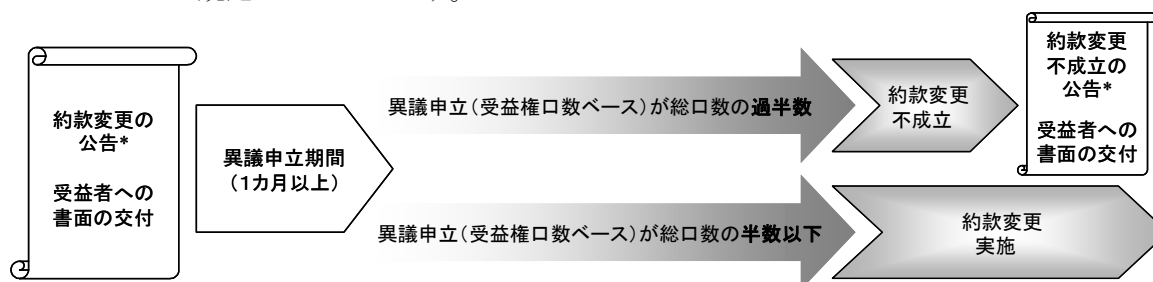 約款変更の
公告*
受益者への
書面の交付
異議申立期間
（1カ月以上）
異議申立（受益権口数ベース）が総口数の過半数
約款変更
不成立
約款変更
不成立の
公告*
受益者への
書面の交付
異議申立（受益権口数ベース）が総口数の半数以下
約款変更
実施